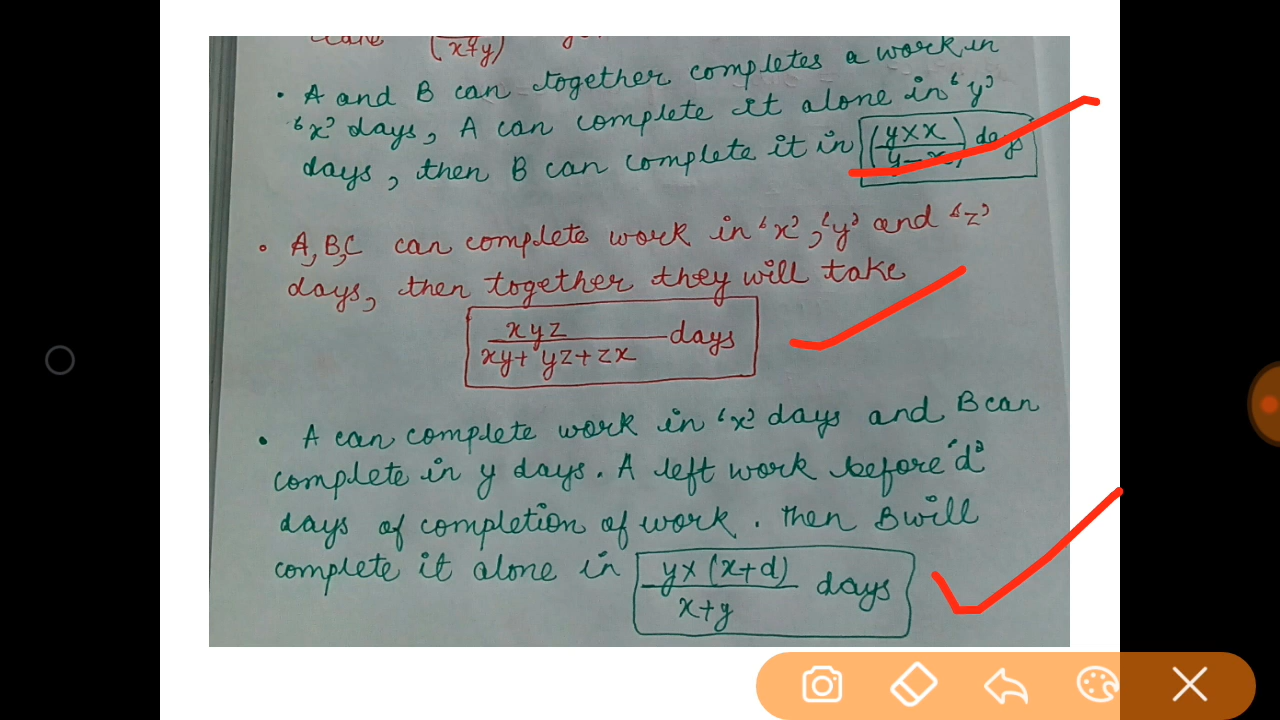 take (x+y)
• A and B can together completes a work in
'x' days, A can complete it alone in 'y'
days, then B can complete it in (y×x / y-x) days
• A, B, C can complete work in 'x', 'y' and 'z'
days, then together they will take
xyz / xy+yz+zx days
• A can complete work in 'x' days and B can
complete in y days. A left work before 'd'
days of completion of work. then B will
complete it alone in y×(x+d) / x+y days